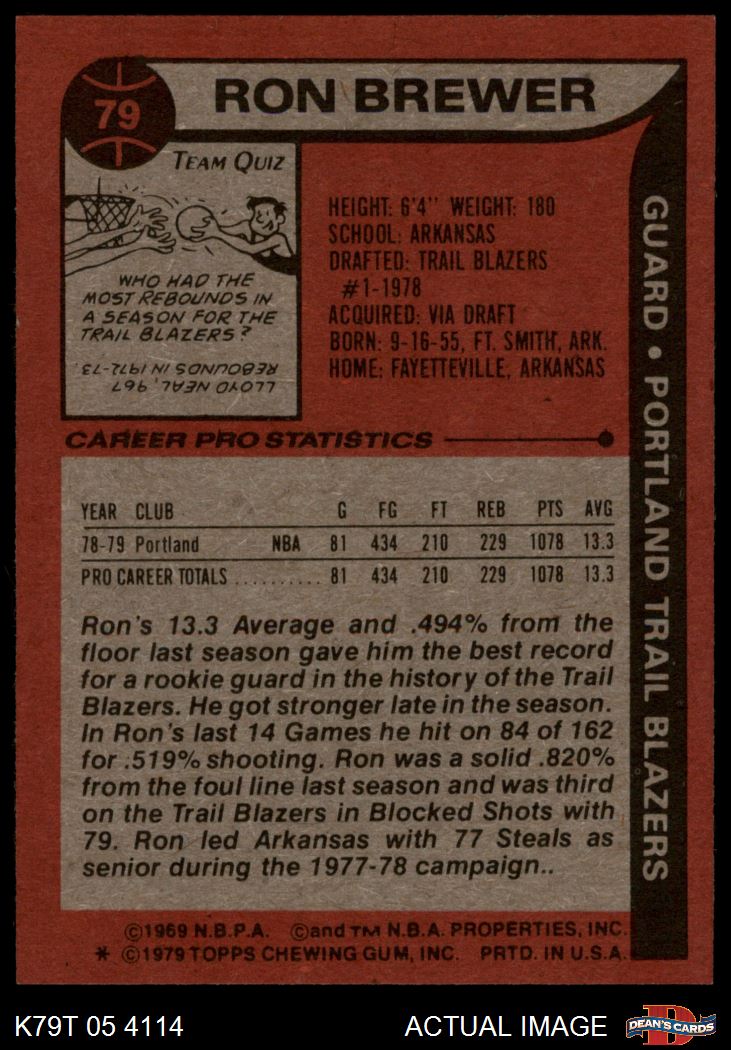 79
RON BREWER
TEAM QUIZ
WHO HAD THE
MOST REBOUNDS IN
A SEASON FOR THE
TRAIL BLAZERS?
LLOYD NEAL, 967
REBOUNDS IN 1972-73.
HEIGHT: 6'4" WEIGHT: 180
SCHOOL: ARKANSAS
DRAFTED: TRAIL BLAZERS
#1-1978
ACQUIRED: VIA DRAFT
BORN: 9-16-55, FT. SMITH, ARK.
HOME: FAYETTEVILLE, ARKANSAS
GUARD • PORTLAND TRAIL BLAZERS
CAREER PRO STATISTICS
YEAR CLUB G FG FT REB PTS AVG
78-79 Portland NBA 81 434 210 229 1078 13.3
PRO CAREER TOTALS .......... 81 434 210 229 1078 13.3
Ron's 13.3 Average and .494% from the
floor last season gave him the best record
for a rookie guard in the history of the Trail
Blazers. He got stronger late in the season.
In Ron's last 14 Games he hit on 84 of 162
for .519% shooting. Ron was a solid .820%
from the foul line last season and was third
on the Trail Blazers in Blocked Shots with
79. Ron led Arkansas with 77 Steals as
senior during the 1977-78 campaign..
©1969 N.B.P.A. ©and TM N.B.A. PROPERTIES, INC.
* ©1979 TOPPS CHEWING GUM, INC. PRTD. IN U.S.A.
K79T 05 4114
ACTUAL IMAGE
D
DEAN'S CARDS